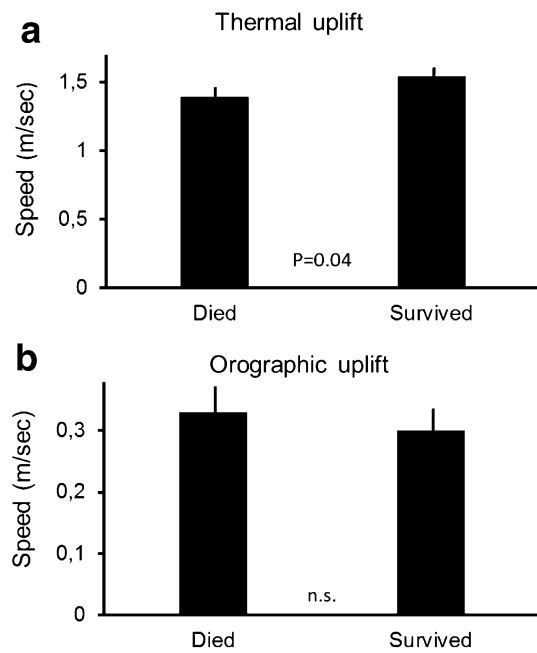 a
Thermal uplift
Speed (m/sec)
1,5
1
0,5
0
P=0.04
Died Survived
b
Orographic uplift
Speed (m/sec)
0,3
0,2
0,1
0
n.s.
Died Survived